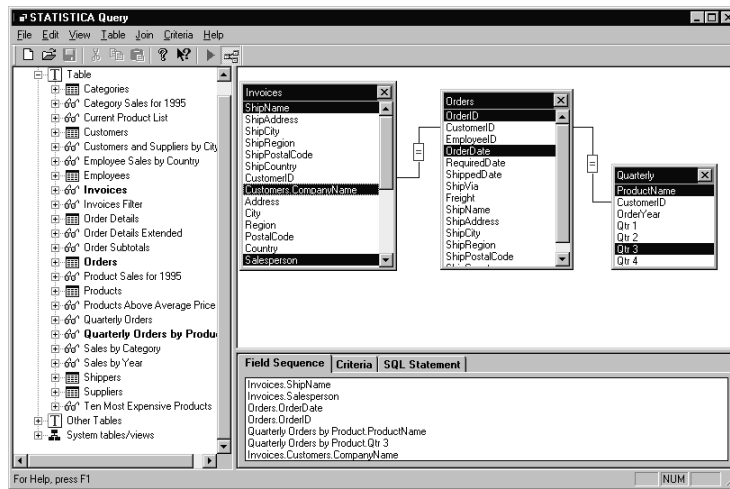 STATISTICA Query
File Edit View Table Join Criteria Help
Table
Categories
Category Sales for 1995
Current Product List
Customers
Customers and Suppliers by City
Employee Sales by Country
Employees
Invoices
Invoices Filter
Order Details
Order Details Extended
Order Subtotals
Orders
Product Sales for 1995
Products
Products Above Average Price
Quarterly Orders
Quarterly Orders by Produ
Sales by Category
Sales by Year
Shippers
Suppliers
Ten Most Expensive Products
Other Tables
System tables/views
Invoices
ShipName
ShipAddress
ShipCity
ShipRegion
ShipPostalCode
ShipCountry
CustomerID
Customers.CompanyName
Address
City
Region
PostalCode
Country
Salesperson
Orders
OrderID
CustomerID
EmployeeID
OrderDate
RequiredDate
ShippedDate
ShipVia
Freight
ShipName
ShipAddress
ShipCity
ShipRegion
ShipPostalCode
Quarterly
ProductName
CustomerID
OrderYear
Qtr 1
Qtr 2
Qtr 3
Qtr 4
Field Sequence Criteria SQL Statement
Invoices.ShipName
Invoices.Salesperson
Orders.OrderDate
Orders.OrderID
Quarterly Orders by Product.ProductName
Quarterly Orders by Product.Qtr 3
Invoices.Customers.CompanyName
For Help, press F1
NUM